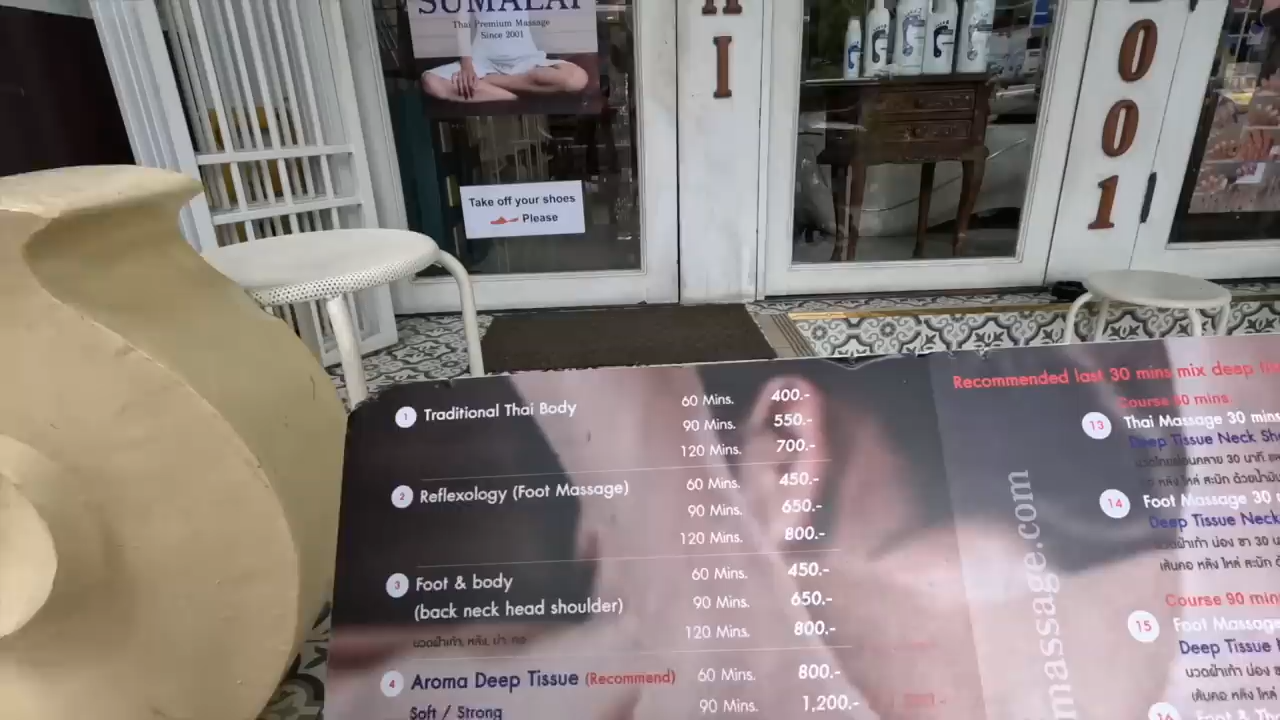 SUMALAI
Thai Premium Massage
Since 2001
Take off your shoes
Please
I
001
1 Traditional Thai Body
60 Mins. 400.-
90 Mins. 550.-
120 Mins. 700.-
2 Reflexology (Foot Massage)
60 Mins. 450.-
90 Mins. 650.-
120 Mins. 800.-
3 Foot & body
(back neck head shoulder)
60 Mins. 450.-
90 Mins. 650.-
120 Mins. 800.-
4 Aroma Deep Tissue (Recommend)
Soft / Strong
60 Mins. 800.-
90 Mins. 1,200.-
massage.com
Recommended last 30 mins mix deep
Course 60 mins.
13 Thai Massage 30 mins
Deep Tissue Neck
14 Foot Massage 30
Deep Tissue Neck
Course 90
15 Foot Massage
Deep Tissue
16